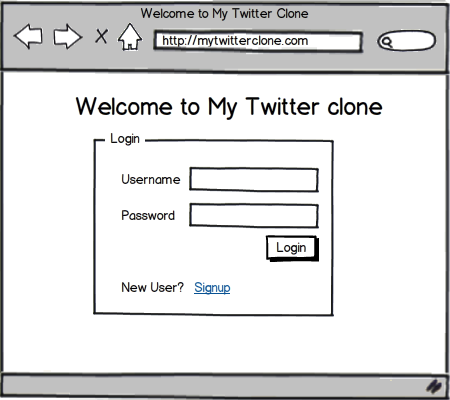 Welcome to My Twitter Clone
http://mytwitterclone.com
Welcome to My Twitter clone
Login
Username
Password
Login
New User? Signup